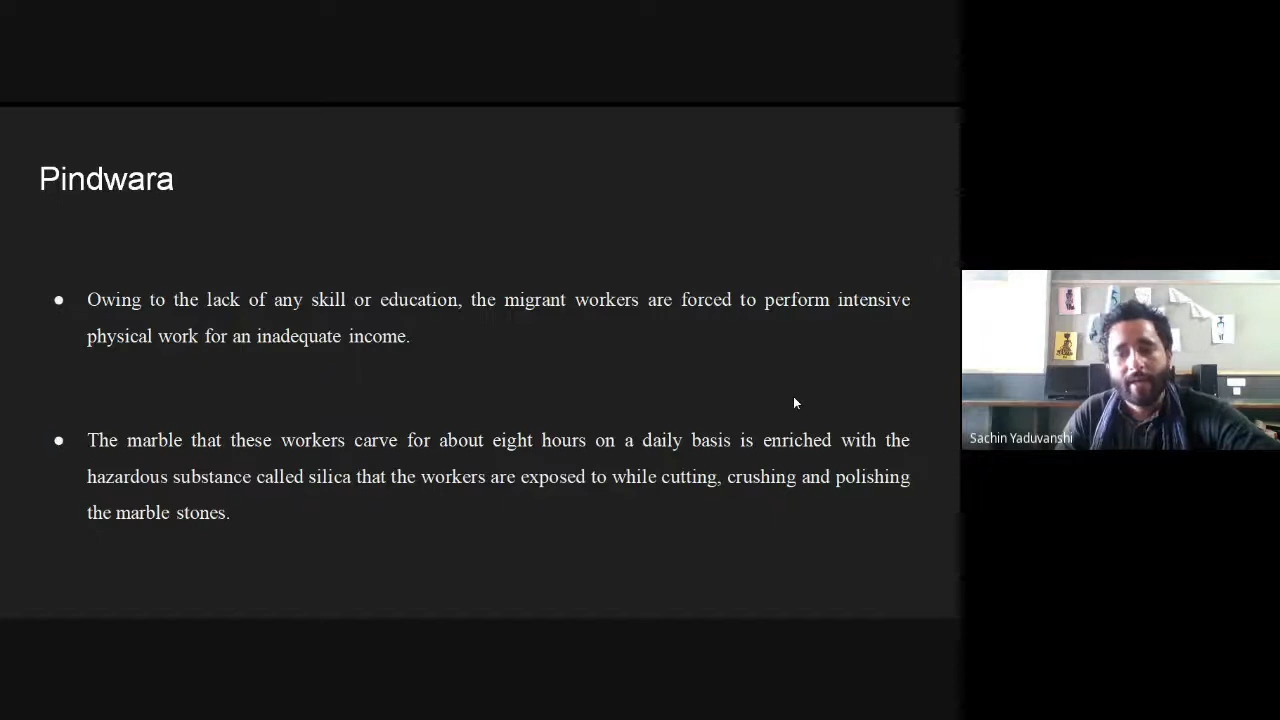 Pindwara
● Owing to the lack of any skill or education, the migrant workers are forced to perform intensive
physical work for an inadequate income.
● The marble that these workers carve for about eight hours on a daily basis is enriched with the
hazardous substance called silica that the workers are exposed to while cutting, crushing and polishing
the marble stones.
Sachin Yaduvanshi